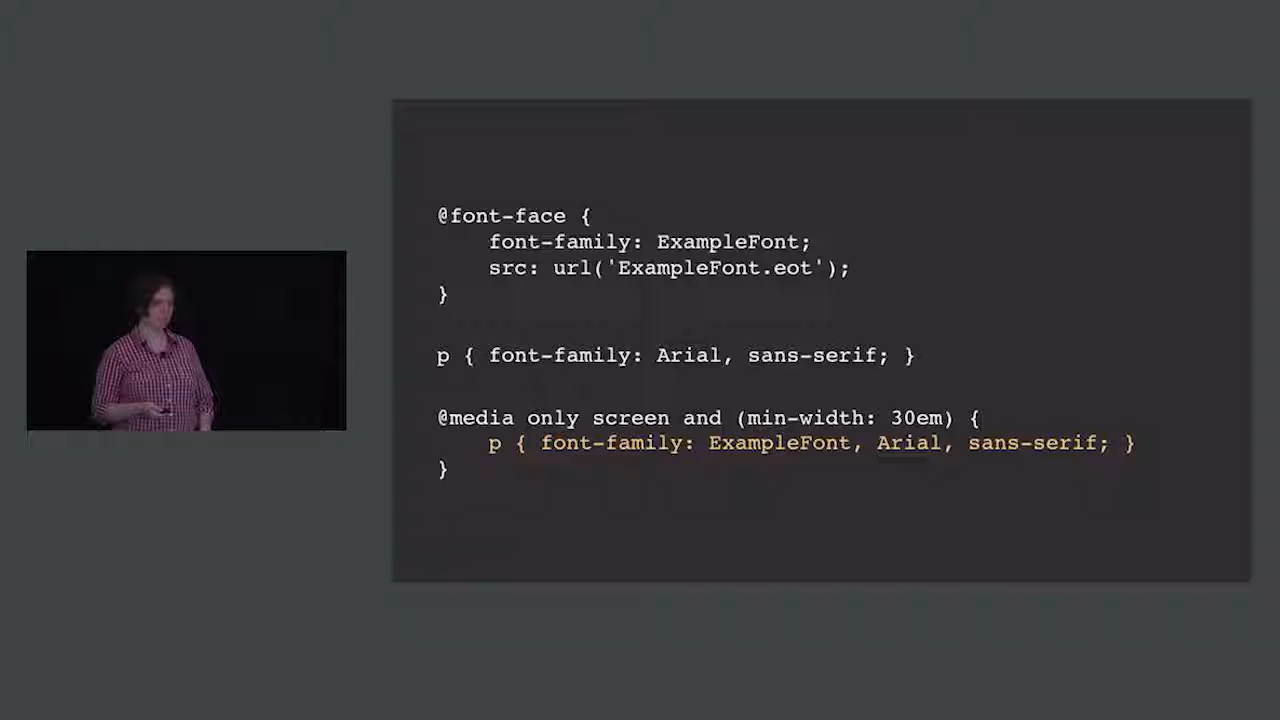 @font-face {
font-family: ExampleFont;
src: url('ExampleFont.eot');
}
p { font-family: Arial, sans-serif; }
@media only screen and (min-width: 30em) {
p { font-family: ExampleFont, Arial, sans-serif; }
}